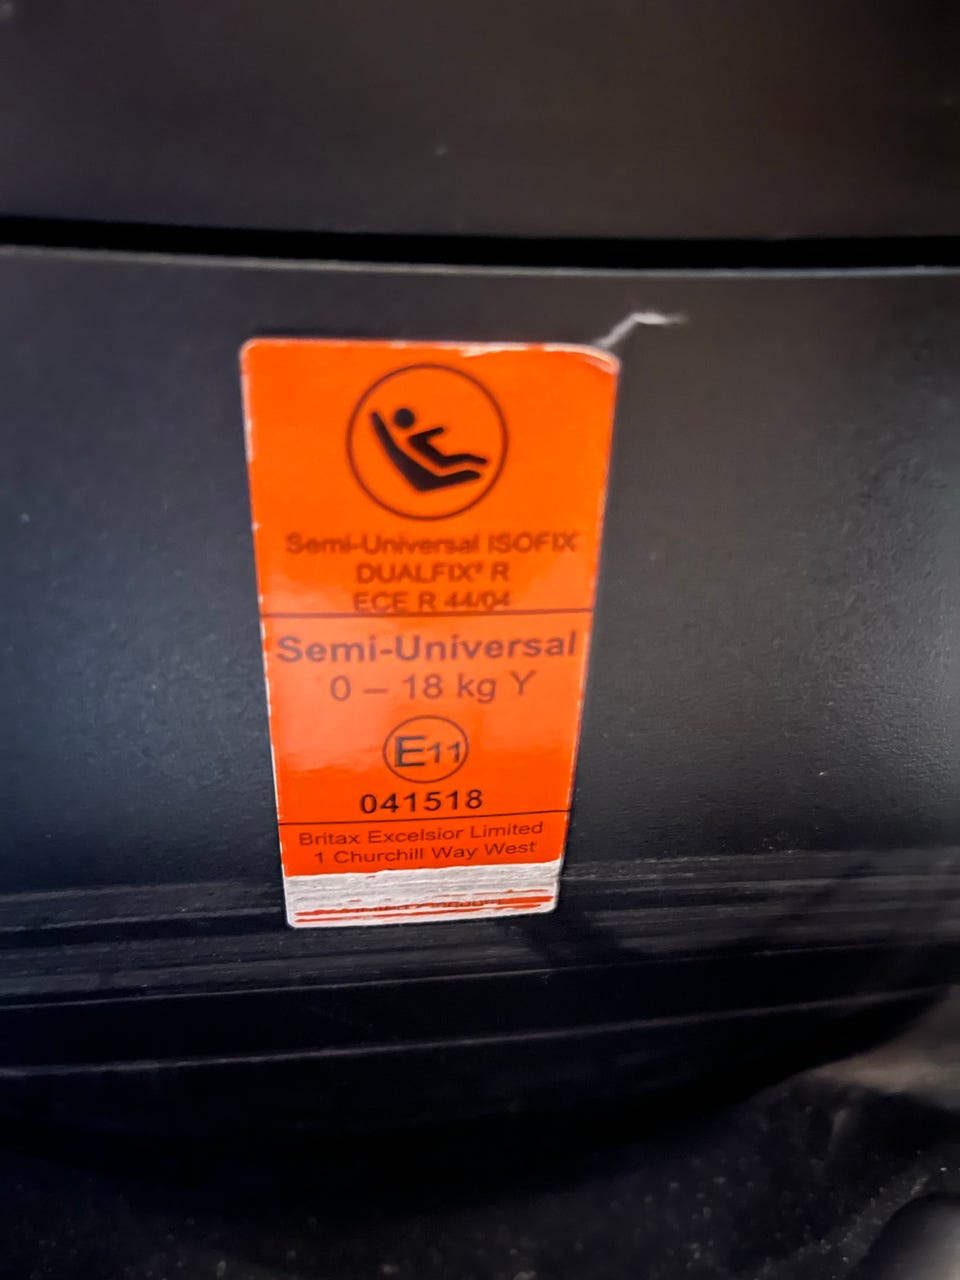 Semi-Universal ISOFIX
DUALFIX® R
ECE R 44/04
Semi-Universal
0 – 18 kg Y
E11
041518
Britax Excelsior Limited
1 Churchill Way West